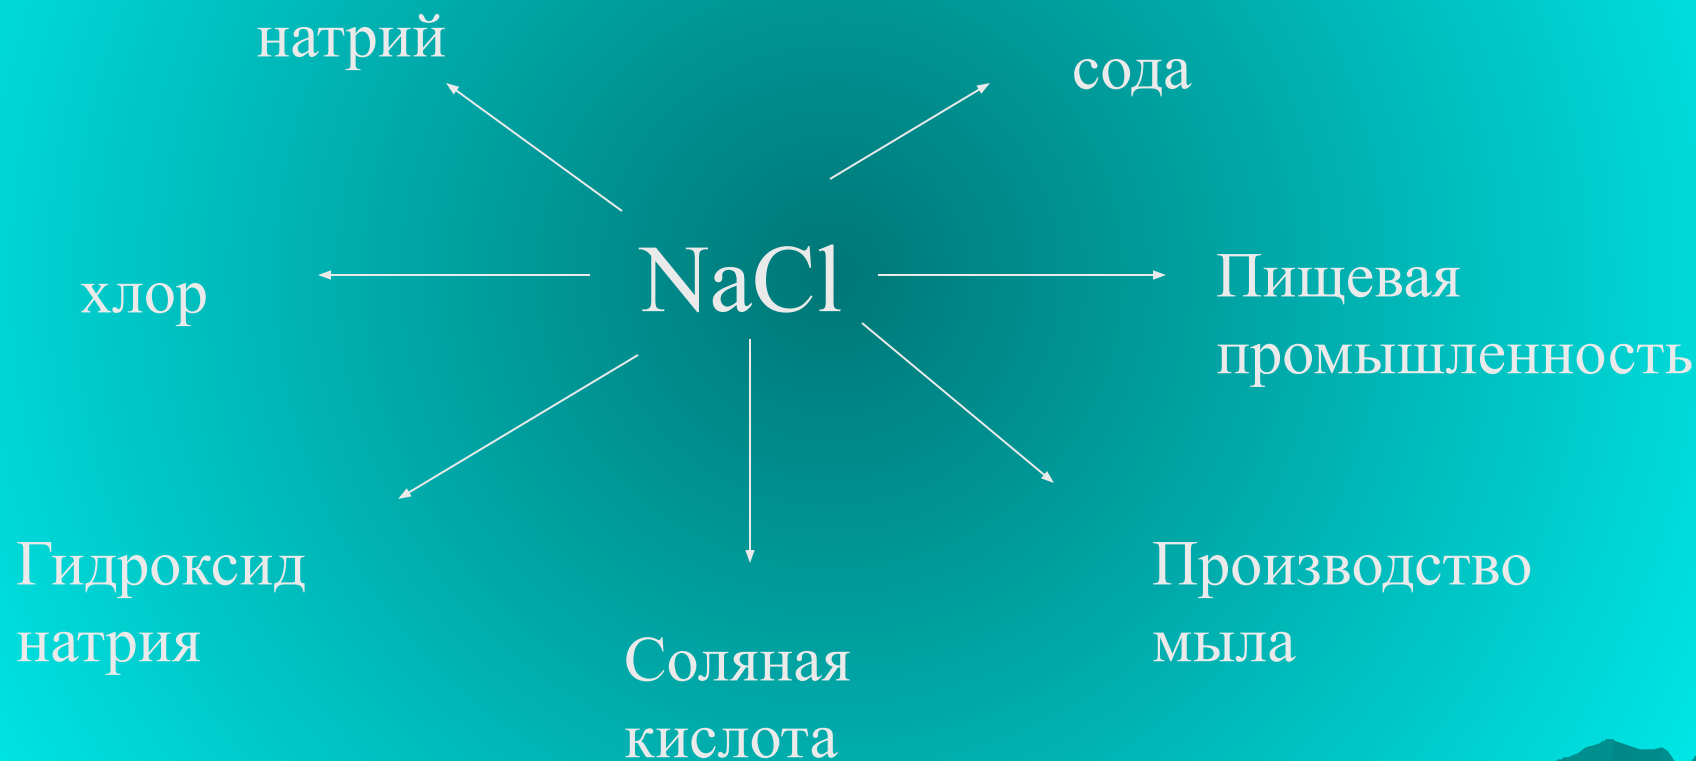 натрий
сода
NaCl
хлор
Пищевая
промышленность
Гидроксид
натрия
Производство
мыла
Соляная
кислота